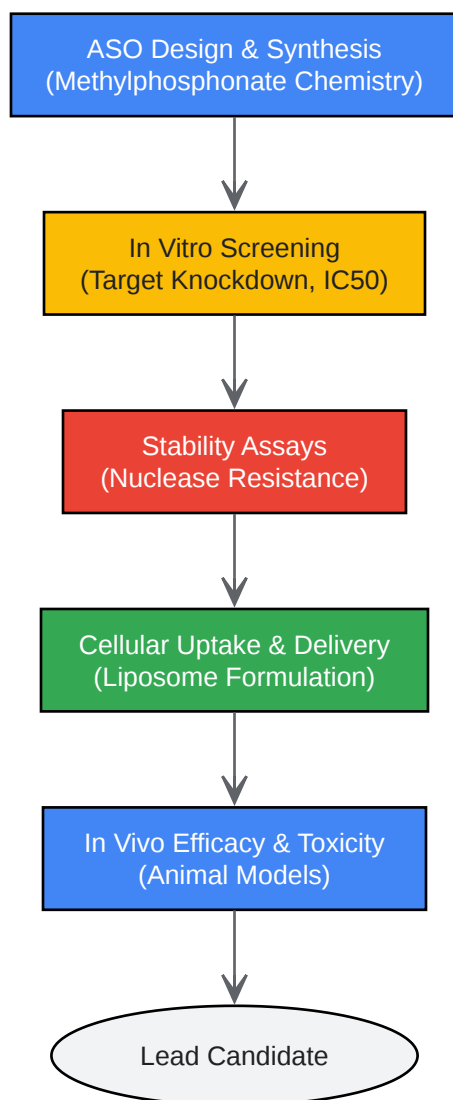 ASO Design & Synthesis
(Methylphosphonate Chemistry)
In Vitro Screening
(Target Knockdown, IC50)
Stability Assays
(Nuclease Resistance)
Cellular Uptake & Delivery
(Liposome Formulation)
In Vivo Efficacy & Toxicity
(Animal Models)
Lead Candidate